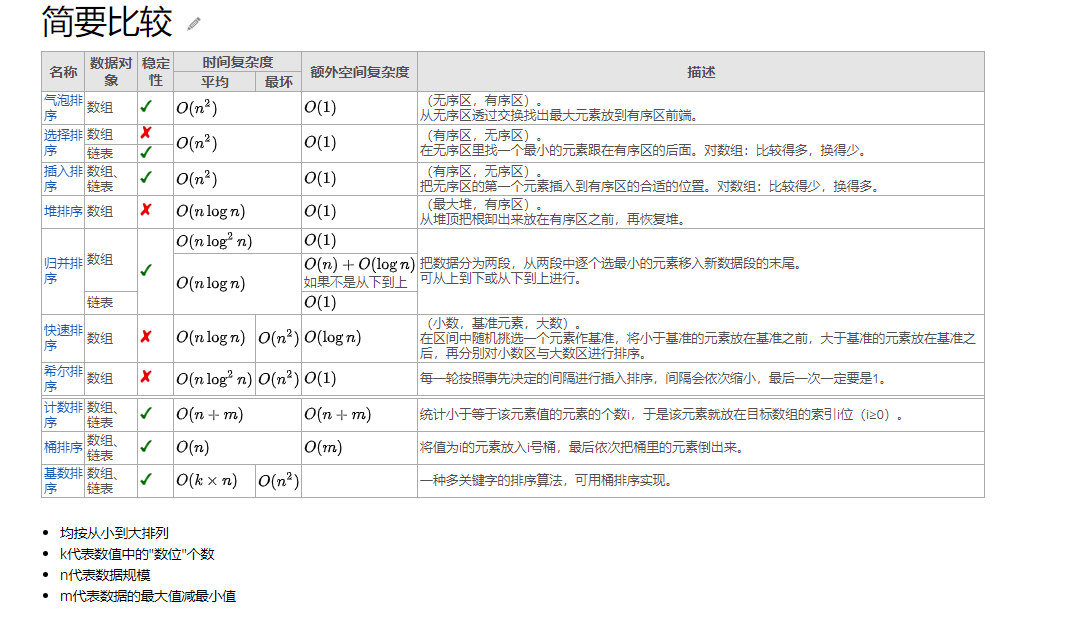 简要比较
名称 数据对象 稳定性 时间复杂度 额外空间复杂度 描述
平均 最坏
气泡排序 数组 ✓ O(n²) O(1) （无序区，有序区）。
从无序区透过交换找出最大元素放到有序区前端。
选择排序 数组 ✗ O(n²) O(1) （有序区，无序区）。
链表 ✓ 在无序区里找一个最小的元素跟在有序区的后面。对数组：比较得多，换得少。
插入排序 数组、链表 ✓ O(n²) O(1) （有序区，无序区）。
把无序区的第一个元素插入到有序区的合适的位置。对数组：比较得少，换得多。
堆排序 数组 ✗ O(n log n) O(1) （最大堆，有序区）。
从堆顶把根卸出来放在有序区之前，再恢复堆。
归并排序 数组 ✓ O(n log² n) O(1) 把数据分为两段，从两段中逐个选最小的元素移入新数据段的末尾。
O(n log n) O(n) + O(log n) 可从上到下或从下到上进行。
如果不是从下到上
链表 O(1)
快速排序 数组 ✗ O(n log n) O(n²) O(log n) （小数，基准元素，大数）。
在区间中随机挑选一个元素作基准，将小于基准的元素放在基准之前，大于基准的元素放在基准之
后，再分别对小数区与大数区进行排序。
希尔排序 数组 ✗ O(n log² n) O(n²) O(1) 每一轮按照事先决定的间隔进行插入排序，间隔会依次缩小，最后一次一定要是1。
计数排序 数组、链表 ✓ O(n + m) O(n + m) 统计小于等于该元素值的元素的个数i，于是该元素就放在目标数组的索引i位（i≥0）。
桶排序 数组、链表 ✓ O(n) O(m) 将值为i的元素放入i号桶，最后依次把桶里的元素倒出来。
基数排序 数组、链表 ✓ O(k × n) O(n²) 一种多关键字的排序算法，可用桶排序实现。
• 均按从小到大排列
• k代表数值中的"数位"个数
• n代表数据规模
• m代表数据的最大值减最小值